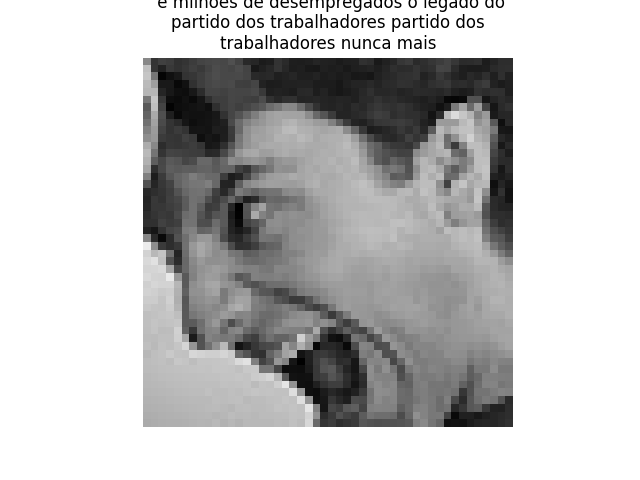 e milhões de desempregados o legado do
partido dos trabalhadores partido dos
trabalhadores nunca mais